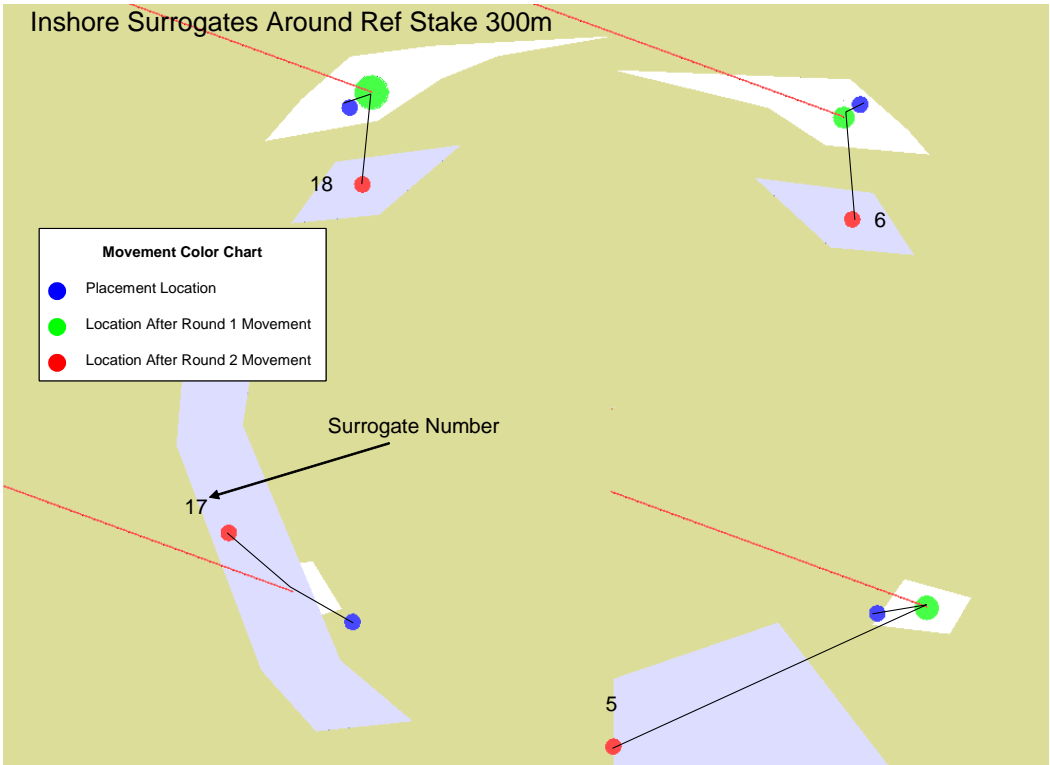 Inshore Surrogates Around Ref Stake 300m
18
6
Movement Color Chart
Placement Location
Location After Round 1 Movement
Location After Round 2 Movement
Surrogate Number
17
5